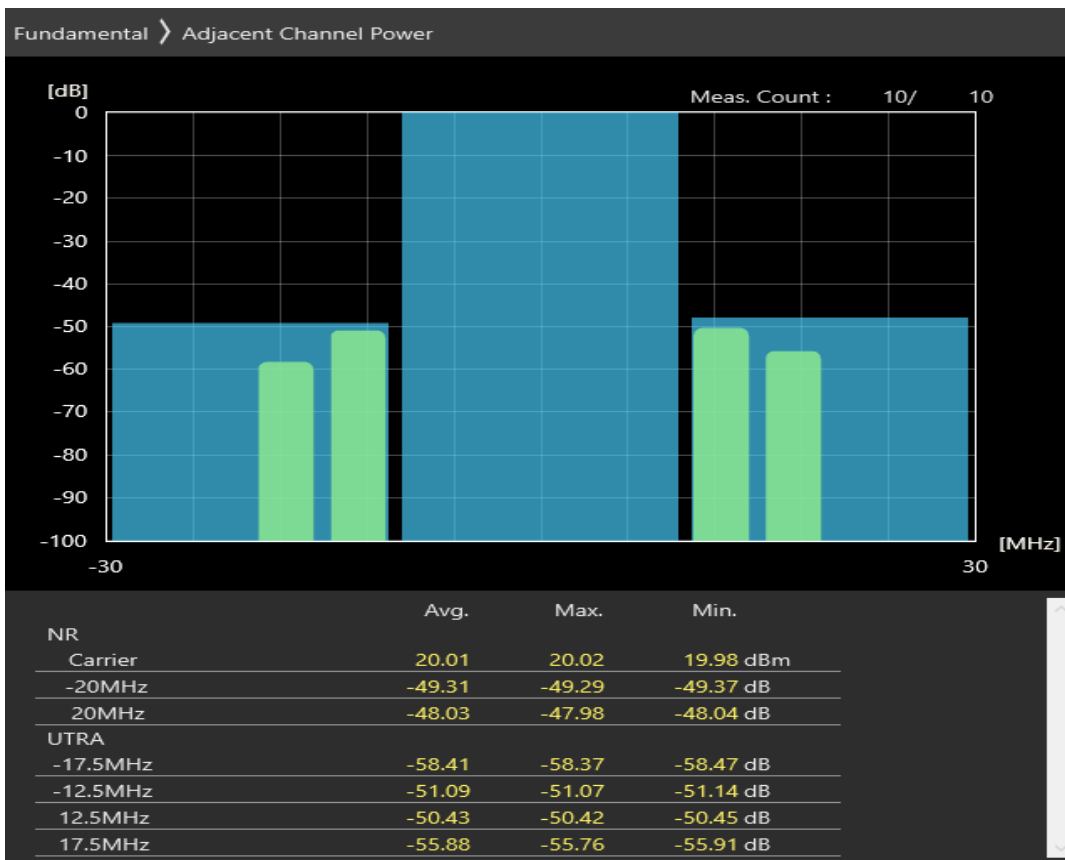 Fundamental 〉 Adjacent Channel Power
[dB]
Meas. Count : 10/ 10
0
-10
-20
-30
-40
-50
-60
-70
-80
-90
-100
[MHz]
-30 30
Avg. Max. Min.
NR
Carrier 20.01 20.02 19.98 dBm
-20MHz -49.31 -49.29 -49.37 dB
20MHz -48.03 -47.98 -48.04 dB
UTRA
-17.5MHz -58.41 -58.37 -58.47 dB
-12.5MHz -51.09 -51.07 -51.14 dB
12.5MHz -50.43 -50.42 -50.45 dB
17.5MHz -55.88 -55.76 -55.91 dB